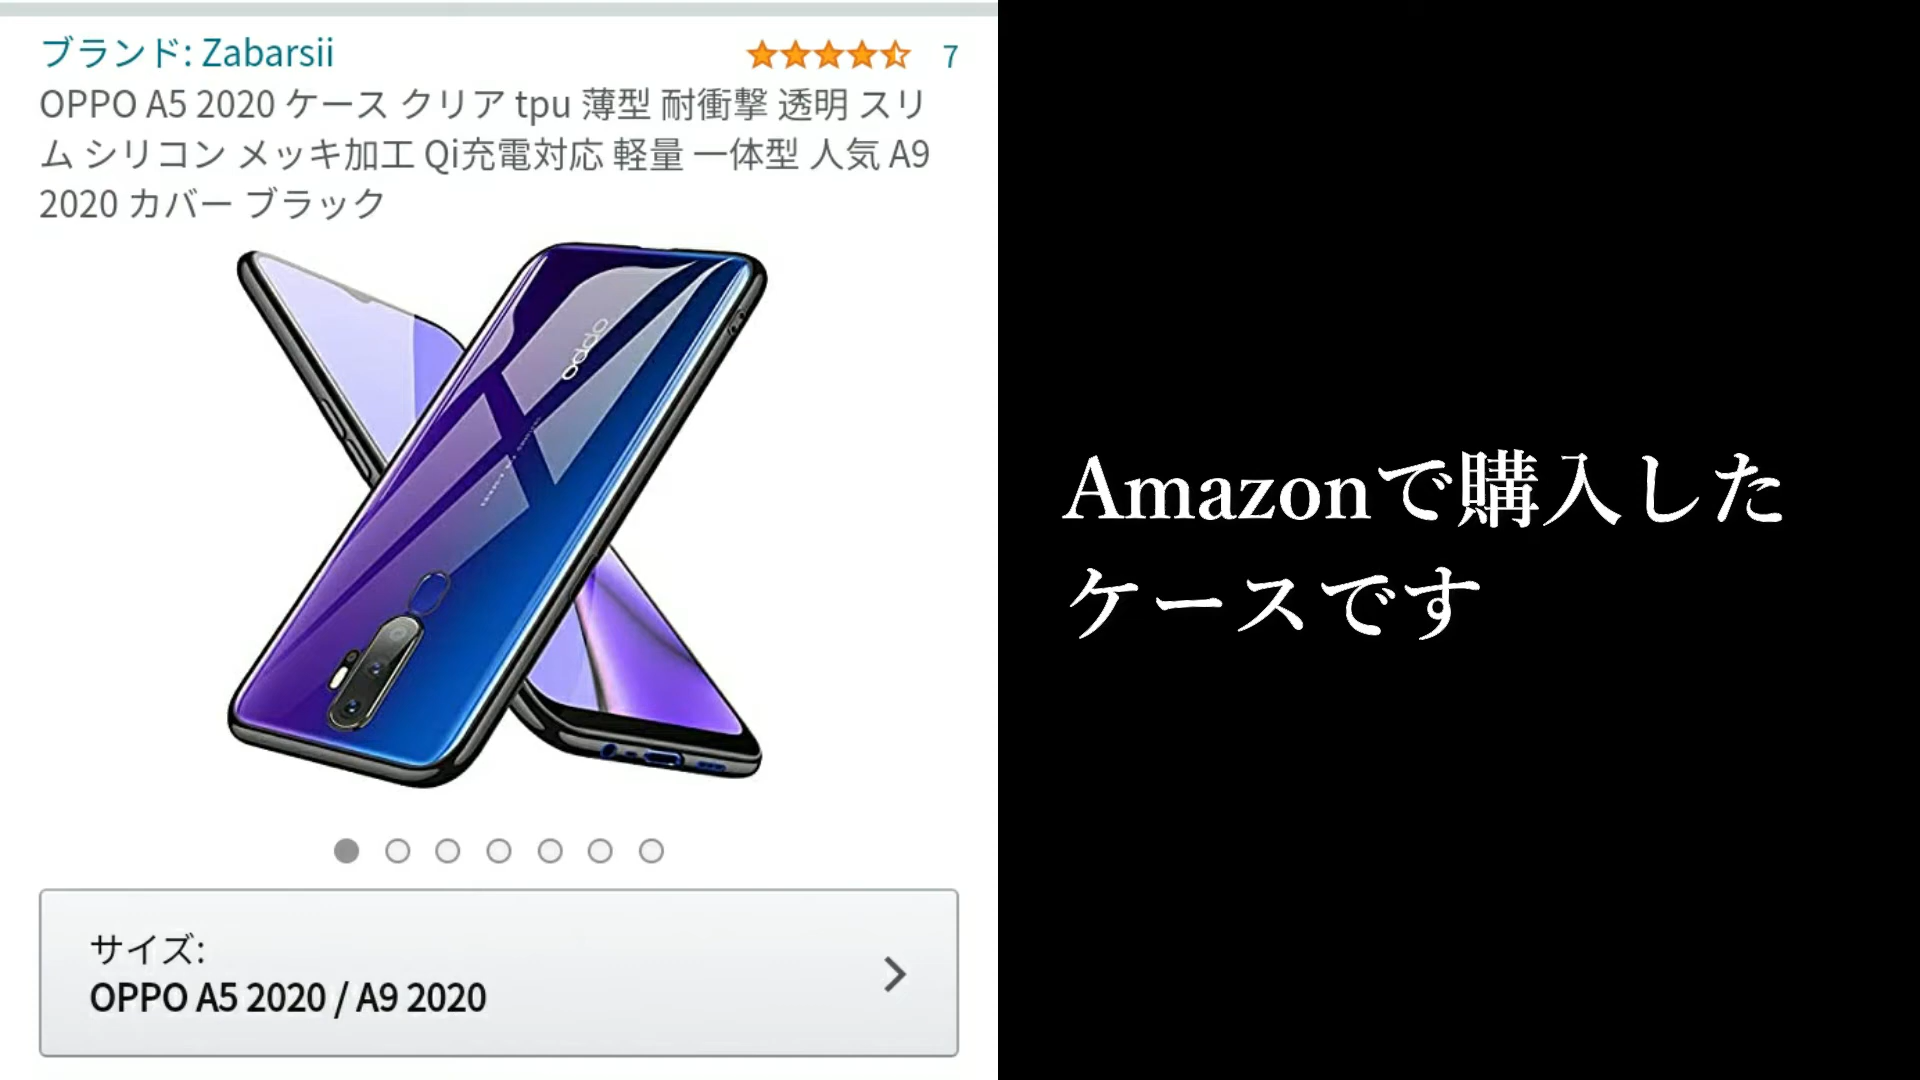 ブランド: Zabarsii
7
OPPO A5 2020 ケース クリア tpu 薄型 耐衝撃 透明 スリ
ム シリコン メッキ加工 Qi充電対応 軽量 一体型 人気 A9
2020 カバー ブラック
oppo
サイズ:
OPPO A5 2020 / A9 2020
Amazonで購入した
ケースです